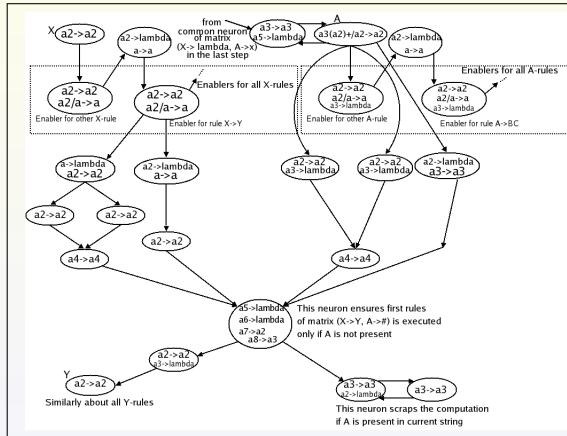 from
common neuron
of matrix
(X-> lambda, A->x)
in the last step
X
a2->a2
a2->lambda
a->a
a3->a3
a5->lambda
A
a3(a2)+/a2->a2
a2->lambda
a->a
Enablers for all X-rules
Enablers for all A-rules
a2->a2
a2/a->a
Enabler for other X-rule
a2->a2
a2/a->a
Enabler for rule X->Y
a2->a2
a2/a->a
a3->lambda
Enabler for other A-rule
a2->a2
a2/a->a
a3->lambda
Enabler for rule A->BC
a->lambda
a2->a2
a2->lambda
a->a
a2->a2
a3->lambda
a2->a2
a3->lambda
a2->lambda
a3->a3
a2->a2
a2->a2
a2->a2
a4->a4
a4->a4
a5->lambda
a6->lambda
a7->a2
a8->a3
This neuron ensures first rules
of matrix (X->Y, A->#) is executed
only if A is not present
a2->a2
a3->lambda
Y
a2->a2
Similarly about all Y-rules
a3->a3
a2->lambda
a3->a3
This neuron scraps the computation
if A is present in current string